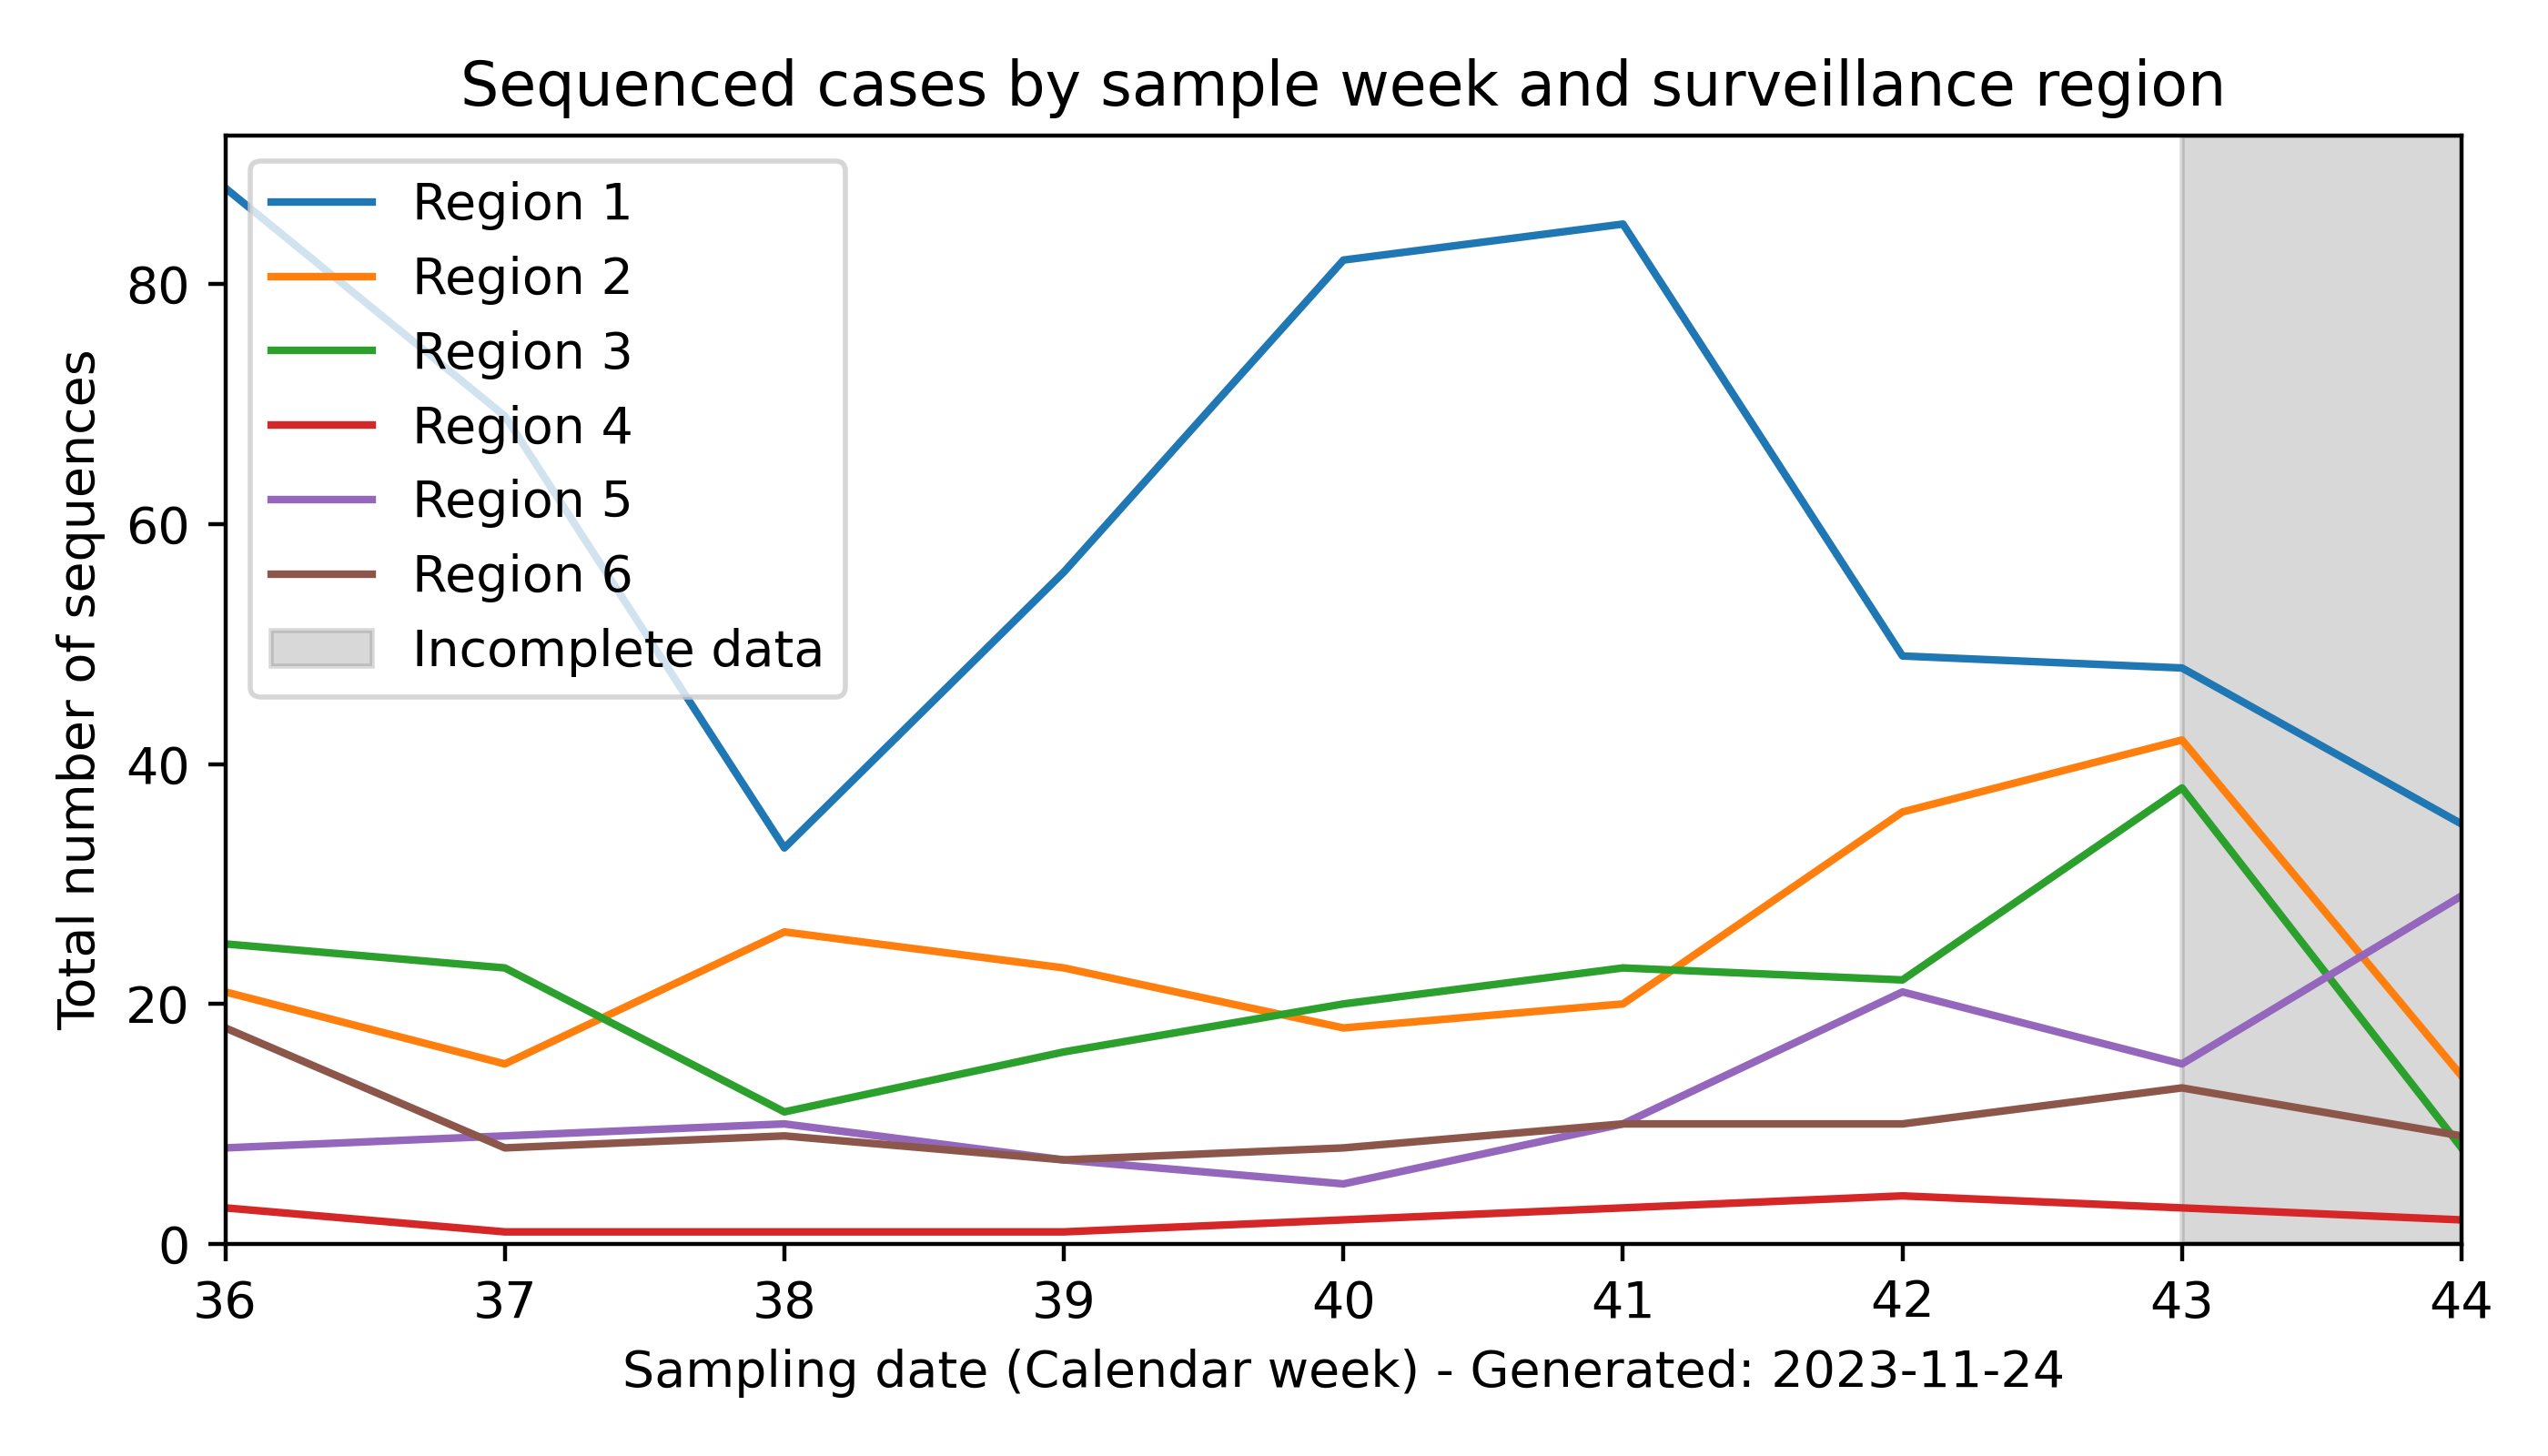 Sequenced cases by sample week and surveillance region
Region 1
Region 2
Region 3
Region 4
Region 5
Region 6
Incomplete data
Total number of sequences
80
60
40
20
0
36 37 38 39 40 41 42 43 44
Sampling date (Calendar week) - Generated: 2023-11-24